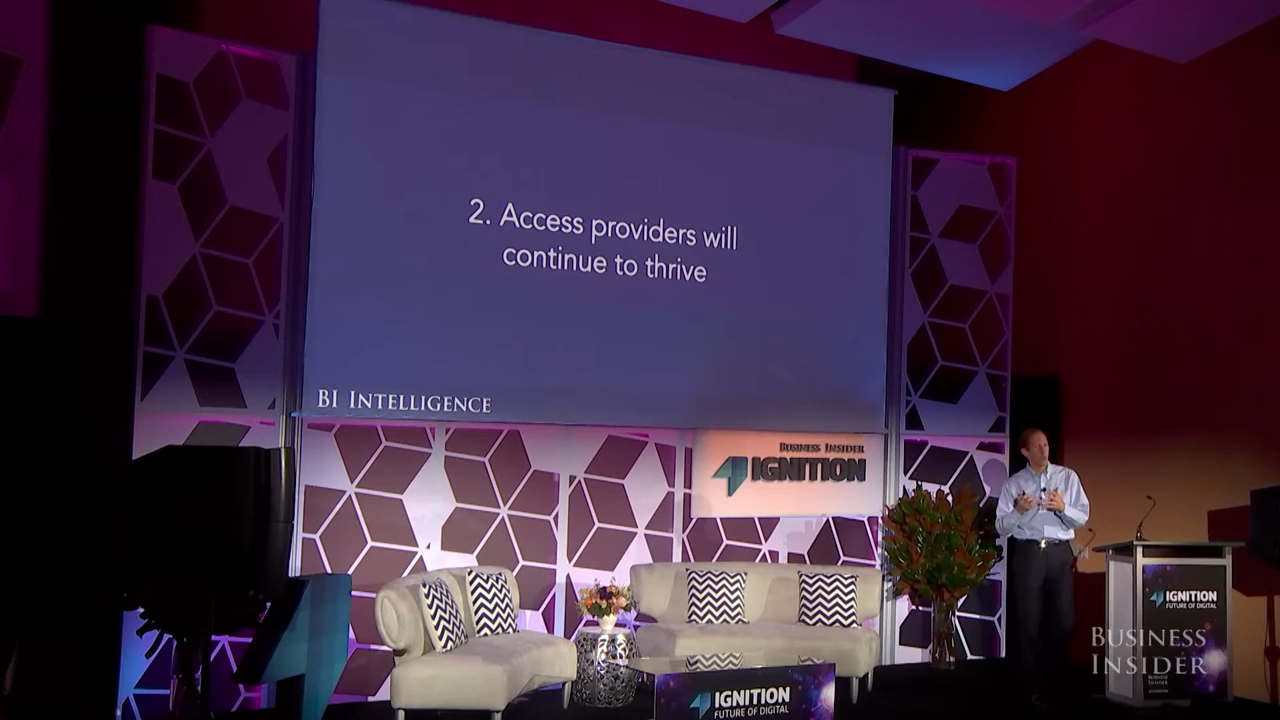 2. Access providers will
continue to thrive
BI INTELLIGENCE
BUSINESS INSIDER
IGNITION
IGNITION
FUTURE OF DIGITAL
BUSINESS
INSIDER
IGNITION
FUTURE OF DIGITAL